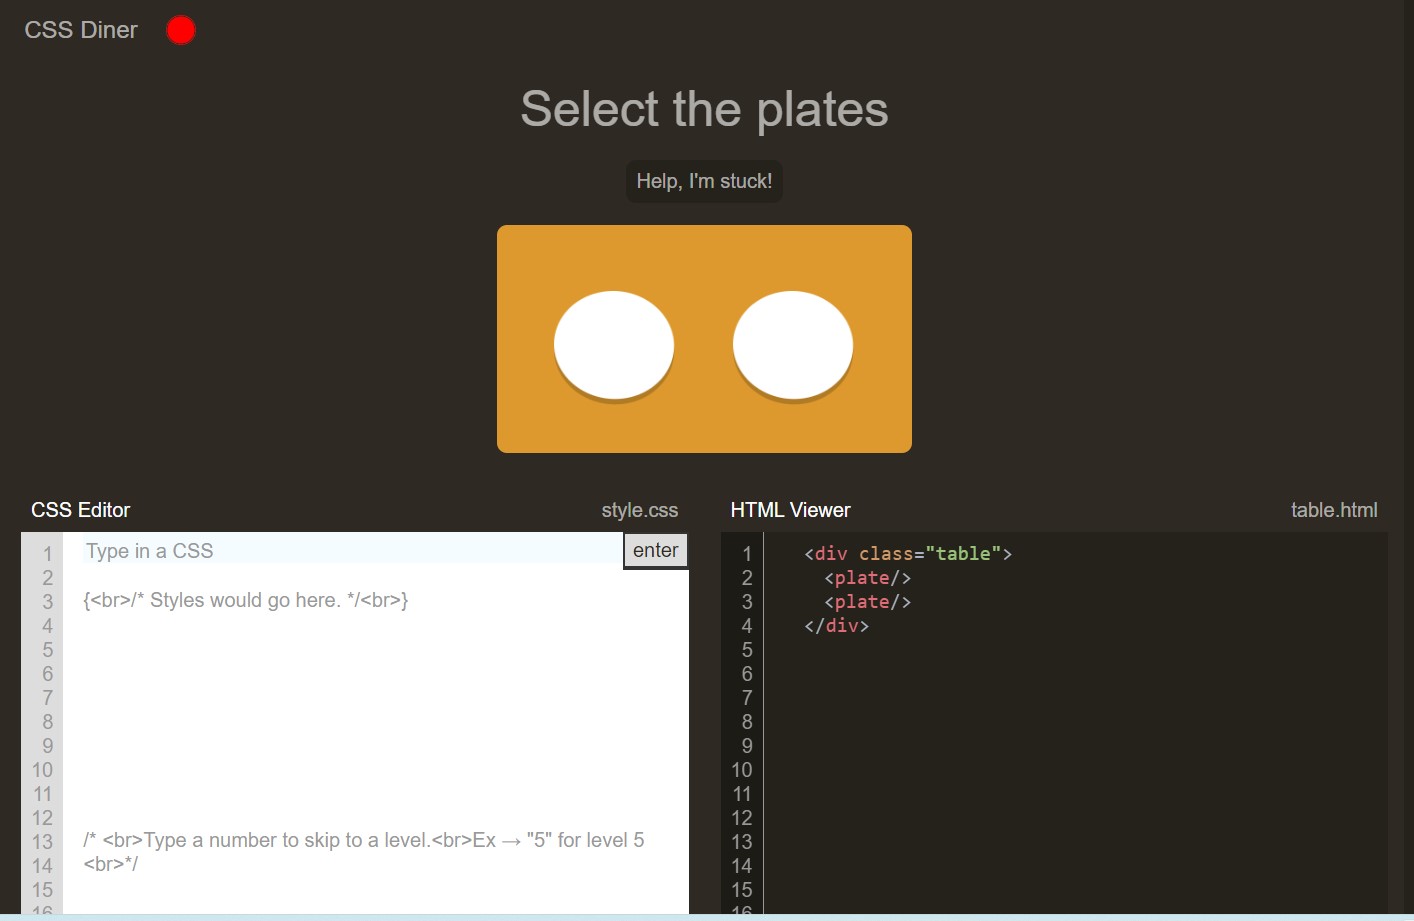 CSS Diner
Select the plates
Help, I'm stuck!
CSS Editor
style.css
1
2
3
4
5
6
7
8
9
10
11
12
13
14
15
16
Type in a CSS
enter
{<br>/* Styles would go here. */<br>}
/* <br>Type a number to skip to a level.<br>Ex → "5" for level 5
<br>*/
HTML Viewer
table.html
1
2
3
4
5
6
7
8
9
10
11
12
13
14
15
16
<div class="table">
<plate/>
<plate/>
</div>